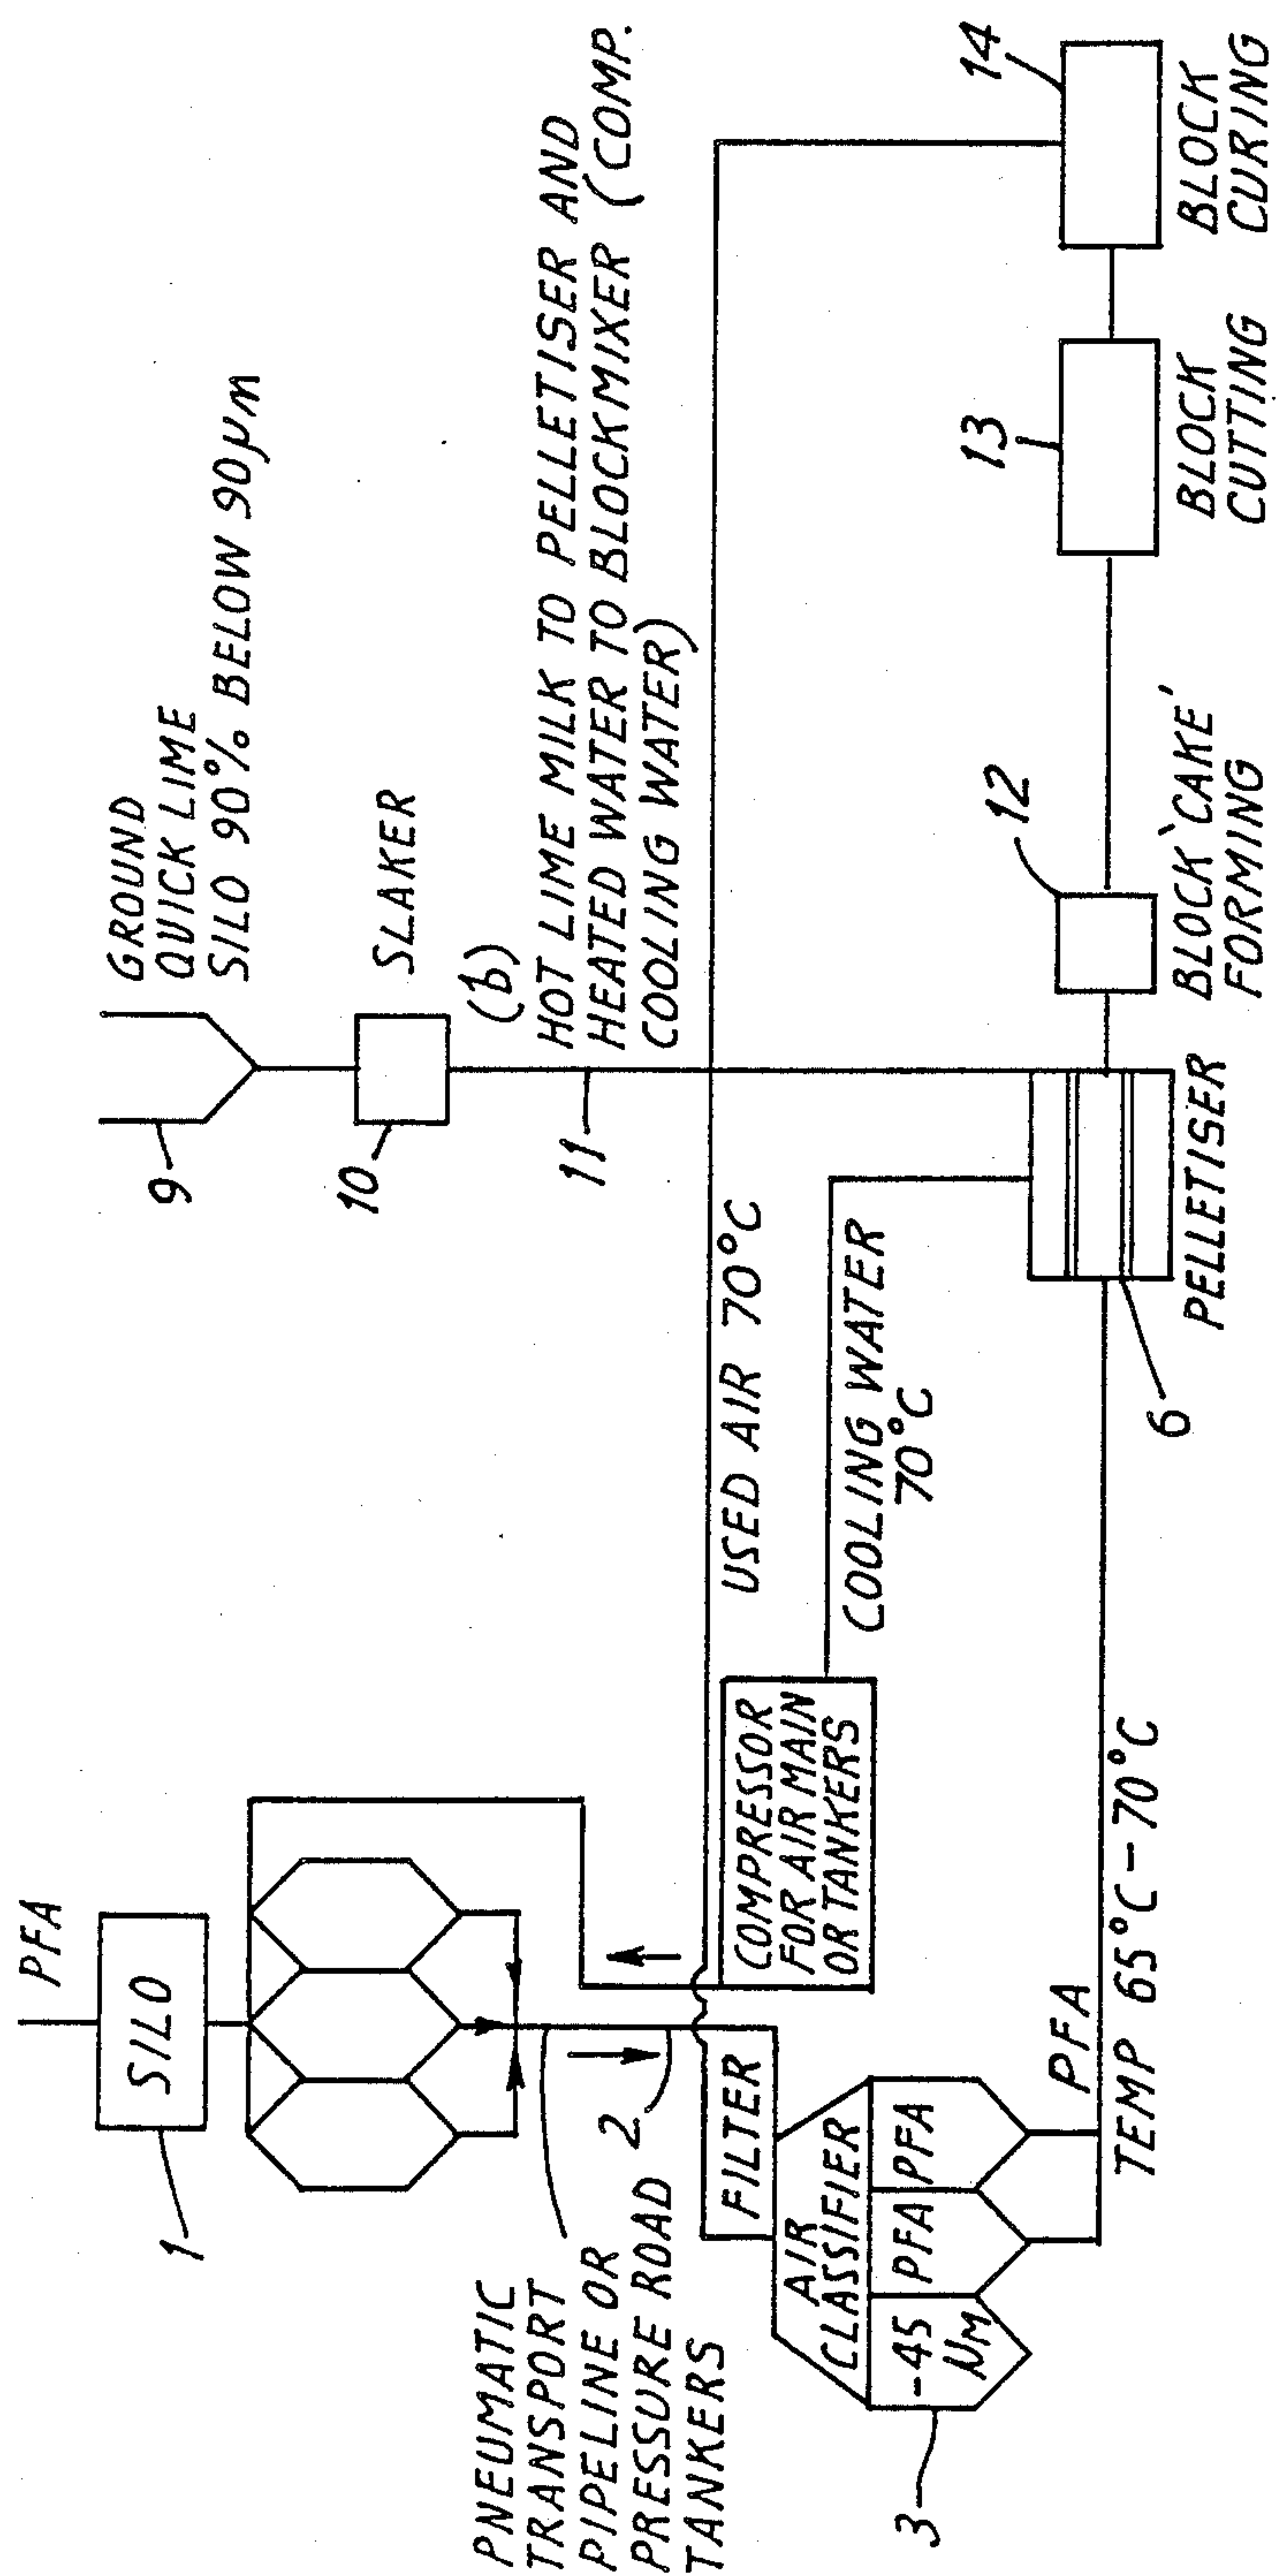 PFA
SILO
1
PNEUMATIC
TRANSPORT
PIPELINE OR
PRESSURE ROAD
TANKERS
2
FILTER
AIR
CLASSIFIER
-45
µM
PFA
PFA
3
COMPRESSOR
FOR AIR MAIN
OR TANKERS
USED AIR 70°C
COOLING WATER
70°C
PFA
TEMP 65°C-70°C
GROUND
QUICK LIME
SILO 90% BELOW 90µm
9
SLAKER
10
(b)
HOT LIME MILK TO PELLETISER AND
HEATED WATER TO BLOCKMIXER (COMP.
COOLING WATER)
11
6
PELLETISER
12
BLOCK 'CAKE'
FORMING
13
BLOCK
CUTTING
14
BLOCK
CURING